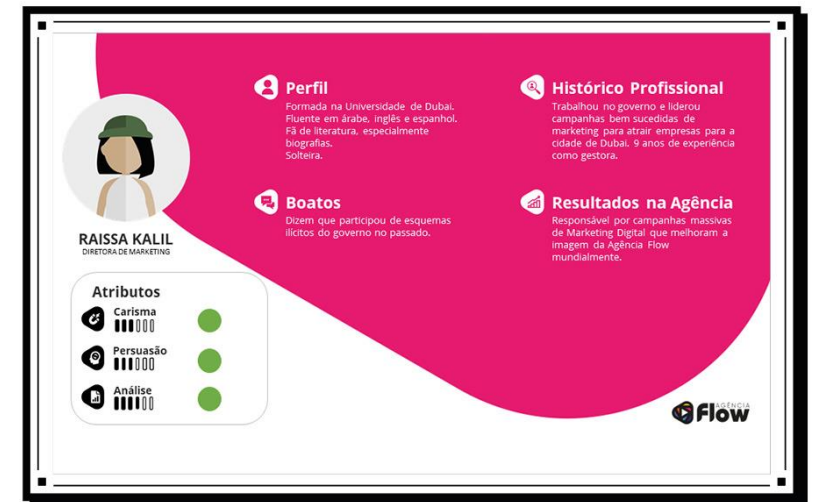 Perfil
Formada na Universidade de Dubai.
Fluente em árabe, inglês e espanhol.
Fã de literatura, especialmente
biografias.
Solteira.
Histórico Profissional
Trabalhou no governo e liderou
campanhas bem sucedidas de
marketing para atrair empresas para a
cidade de Dubai. 9 anos de experiência
como gestora.
Boatos
Dizem que participou de esquemas
ilícitos do governo no passado.
Resultados na Agência
Responsável por campanhas massivas
de Marketing Digital que melhoram a
imagem da Agência Flow
mundialmente.
RAISSA KALIL
DIRETORA DE MARKETING
Atributos
Carisma
Persuasão
Análise
AGÊNCIA
Flow